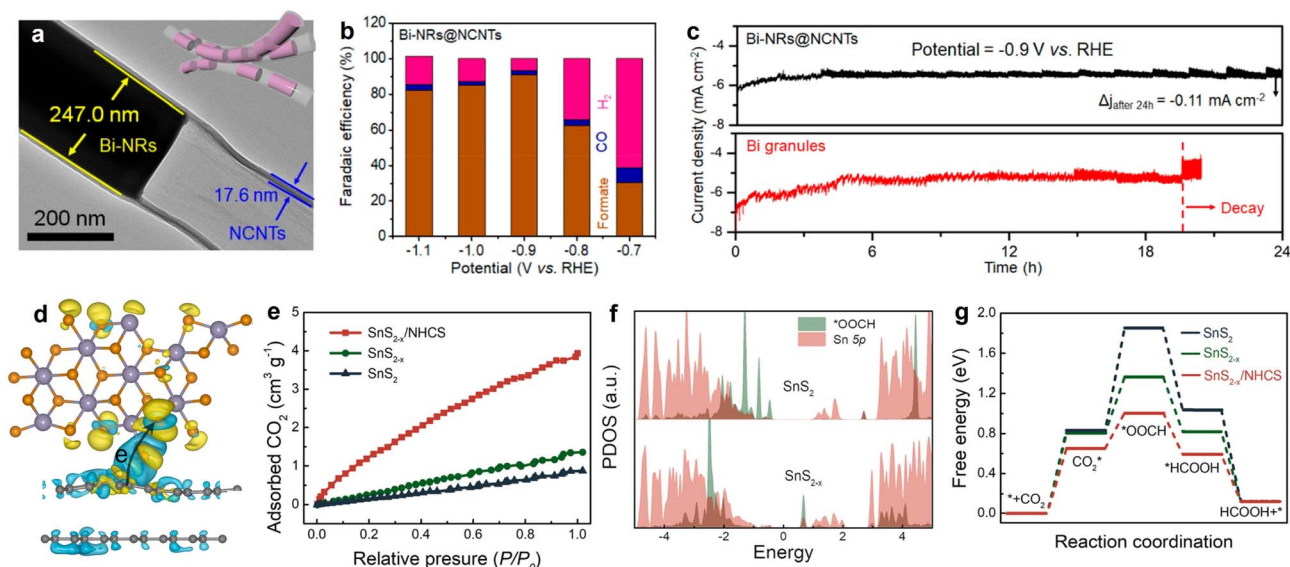 a
247.0 nm
Bi-NRs
17.6 nm
NCNTs
200 nm
b
Bi-NRs@NCNTs
Faradaic efficiency (%)
120
100
80
60
40
20
0
Formate
CO
H₂
-1.1
-1.0
-0.9
-0.8
-0.7
Potential (V vs. RHE)
c
Bi-NRs@NCNTs
Potential = -0.9 V vs. RHE
Δj after 24h = -0.11 mA cm⁻²
Bi granules
Decay
Current density (mA cm⁻²)
-2
-4
-6
-4
-6
-8
0
6
12
18
24
Time (h)
d
e
e
Adsorbed CO₂ (cm³ g⁻¹)
5
4
3
2
1
0
SnS₂₋ₓ/NHCS
SnS₂₋ₓ
SnS₂
0.0
0.2
0.4
0.6
0.8
1.0
Relative presure (P/P₀)
f
*OOCH
Sn 5p
SnS₂
SnS₂₋ₓ
PDOS (a.u.)
-4
-2
0
2
4
Energy
g
Free energy (eV)
2.0
1.6
1.2
0.8
0.4
0.0
SnS₂
SnS₂₋ₓ
SnS₂₋ₓ/NHCS
*+CO₂
CO₂*
*OOCH
*HCOOH
HCOOH+*
Reaction coordination